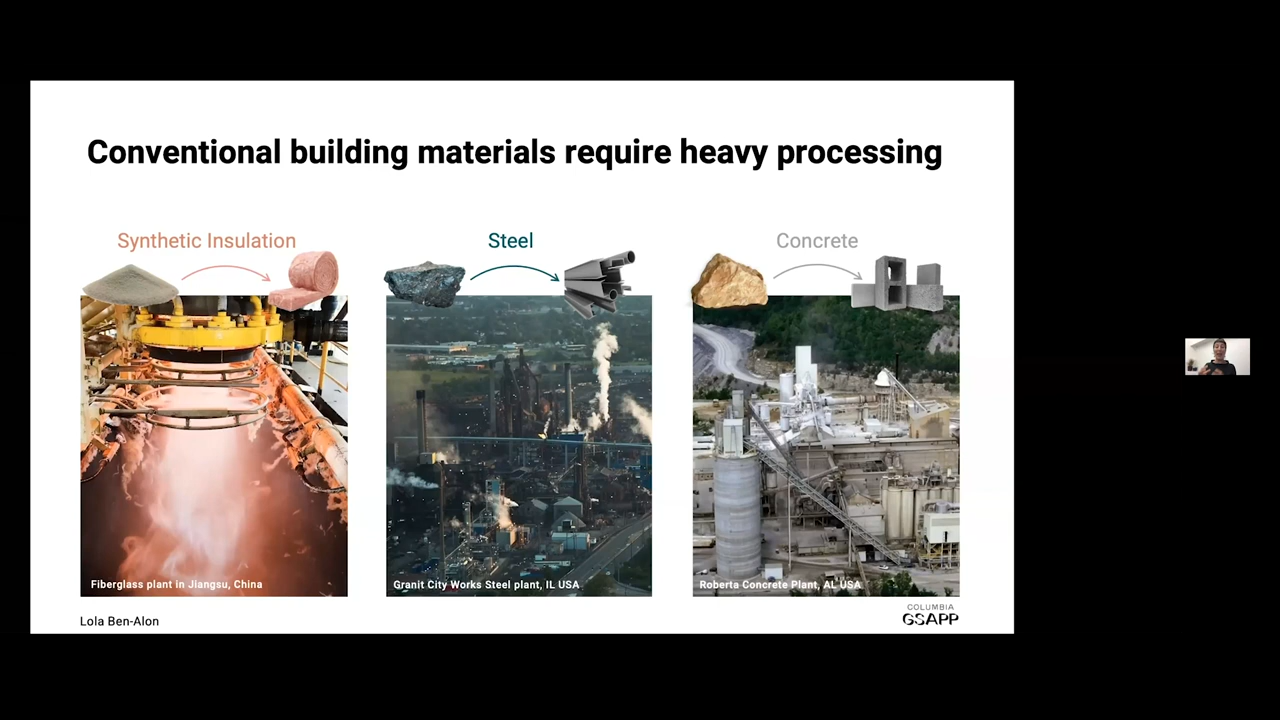 Conventional building materials require heavy processing
Synthetic Insulation
Steel
Concrete
Fiberglass plant in Jiangsu, China
Granit City Works Steel plant, IL USA
Roberta Concrete Plant, AL USA
Lola Ben-Alon
COLUMBIA
GSAPP